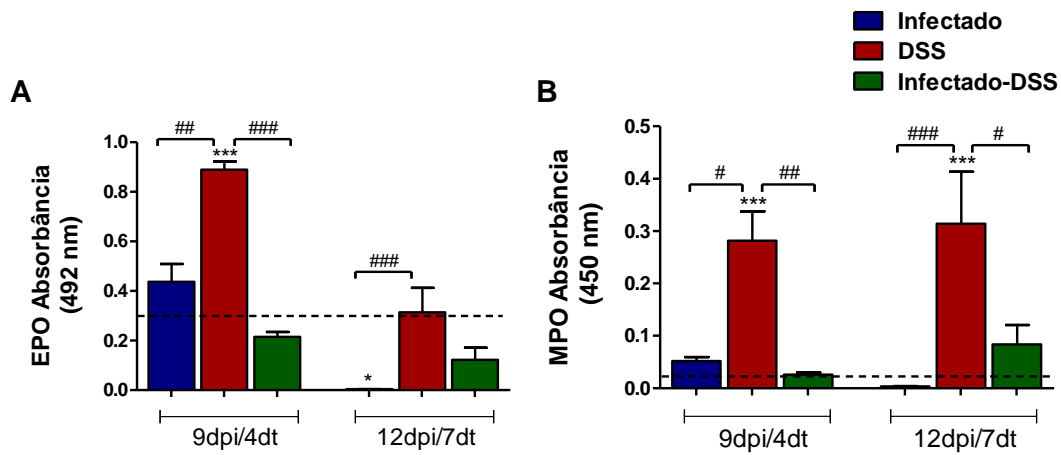 Infectado
DSS
Infectado-DSS
A
## ###
***
###
*
1.0
0.8
0.6
0.4
0.2
0.0
EPO Absorbância
(492 nm)
9dpi/4dt 12dpi/7dt
B
# ##
***
### #
***
0.5
0.4
0.3
0.2
0.1
0.0
MPO Absorbância
(450 nm)
9dpi/4dt 12dpi/7dt